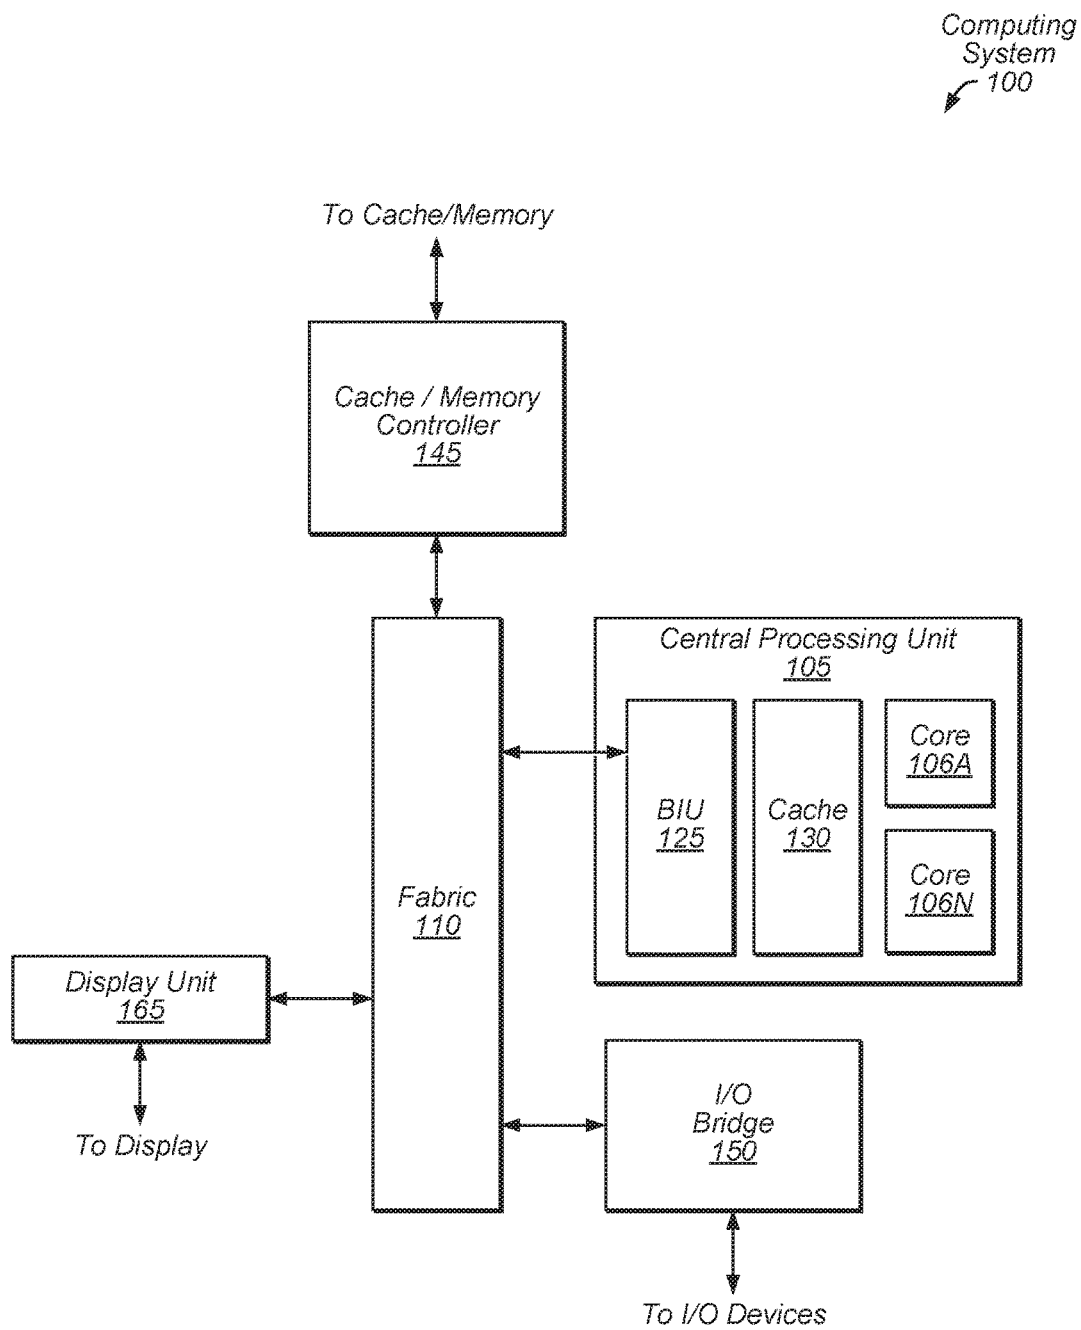 Computing
System
100
To Cache/Memory
Cache / Memory
Controller
145
Central Processing Unit
105
Core
106A
BIU
125
Cache
130
Core
106N
Fabric
110
Display Unit
165
To Display
I/O
Bridge
150
To I/O Devices